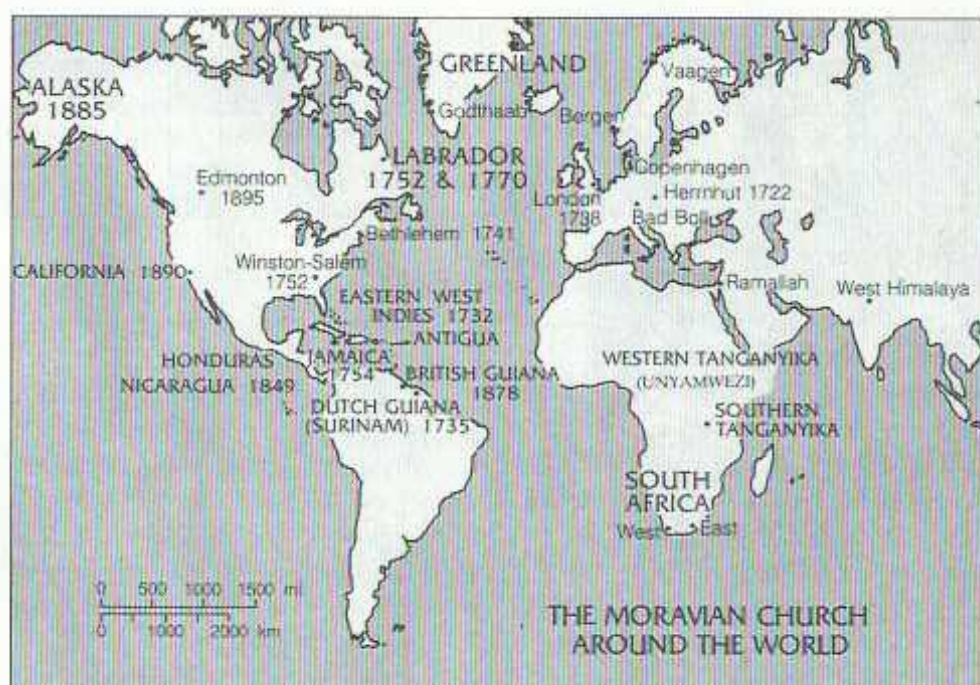 GREENLAND
Vaagen
ALASKA
1885
Godthaab
Bergen
LABRADOR
1752 & 1770
Copenhagen
Edmonton
1895
London
1738
Herrnhut 1722
Bad Boll
Bethlehem 1741
CALIFORNIA 1890
Winston-Salem
1752
Ramallah
West Himalaya
EASTERN WEST
INDIES 1732
ANTIGUA
HONDURAS
JAMAICA
1754
WESTERN TANGANYIKA
(UNYAMWEZI)
NICARAGUA 1849
BRITISH GUIANA
1878
DUTCH GUIANA
(SURINAM) 1735
SOUTHERN
TANGANYIKA
SOUTH
AFRICA
West
East
0 500 1000 1500 mi.
0 1000 2000 km
THE MORAVIAN CHURCH
AROUND THE WORLD